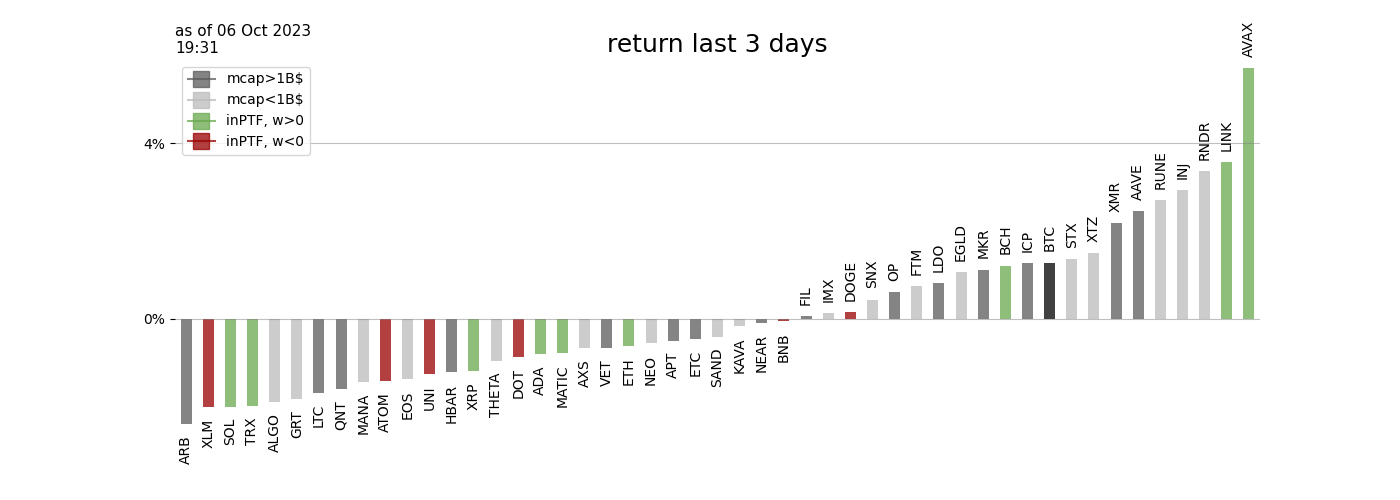 as of 06 Oct 2023
19:31
return last 3 days
mcap>1B$
mcap<1B$
inPTF, w>0
inPTF, w<0
4%
0%
ARB
XLM
SOL
TRX
ALGO
GRT
LTC
QNT
MANA
ATOM
EOS
UNI
HBAR
XRP
THETA
DOT
ADA
MATIC
AXS
VET
ETH
NEO
APT
ETC
SAND
KAVA
NEAR
BNB
FIL
IMX
DOGE
SNX
OP
FTM
LDO
EGLD
MKR
BCH
ICP
BTC
STX
XTZ
XMR
AAVE
RUNE
INJ
RNDR
LINK
AVAX